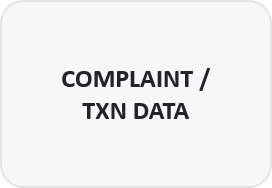 COMPLAINT /
TXN DATA